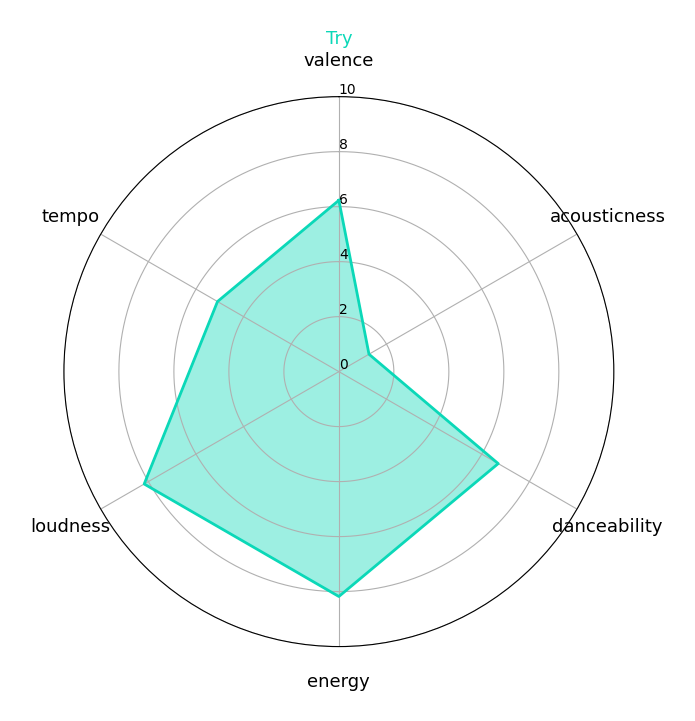 Try
valence
10
8
tempo
acousticness
6
4
2
0
loudness
danceability
energy